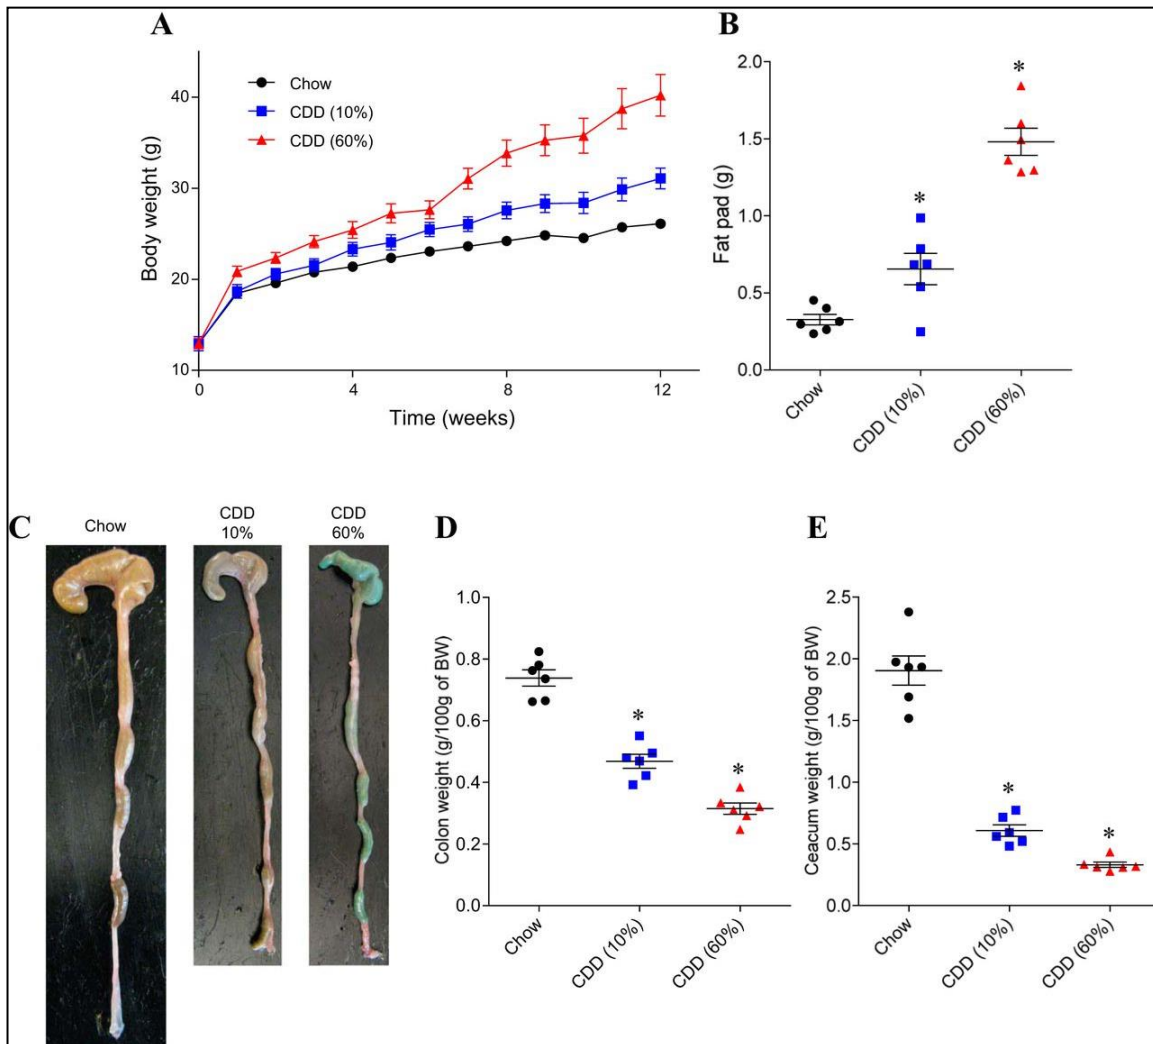 A
Chow
CDD (10%)
CDD (60%)
Body weight (g)
40
30
20
10
0
4
8
12
Time (weeks)
B
Fat pad (g)
2.0
1.5
1.0
0.5
0.0
*
*
Chow
CDD (10%)
CDD (60%)
C
Chow
CDD
10%
CDD
60%
D
Colon weight (g/100g of BW)
1.0
0.8
0.6
0.4
0.2
0.0
*
*
Chow
CDD (10%)
CDD (60%)
E
Ceacum weight (g/100g of BW)
2.5
2.0
1.5
1.0
0.5
0.0
*
*
Chow
CDD (10%)
CDD (60%)